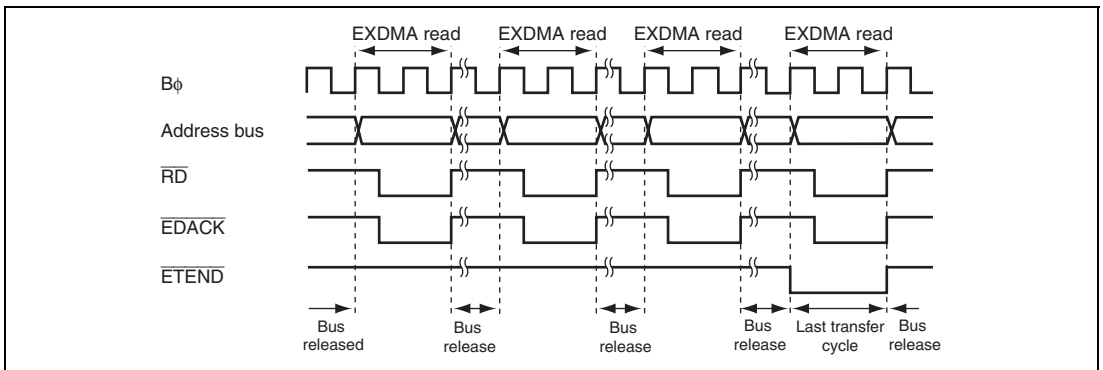 EXDMA read EXDMA read EXDMA read EXDMA read
Bϕ
Address bus
RD
EDACK
ETEND
Bus released
Bus release
Bus release
Bus release
Last transfer cycle
Bus release